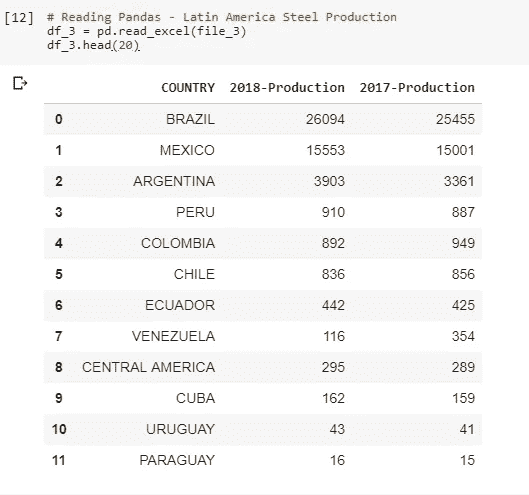 [12] # Reading Pandas - Latin America Steel Production
df_3 = pd.read_excel(file_3)
df_3.head(20)
COUNTRY 2018-Production 2017-Production
0 BRAZIL 26094 25455
1 MEXICO 15553 15001
2 ARGENTINA 3903 3361
3 PERU 910 887
4 COLOMBIA 892 949
5 CHILE 836 856
6 ECUADOR 442 425
7 VENEZUELA 116 354
8 CENTRAL AMERICA 295 289
9 CUBA 162 159
10 URUGUAY 43 41
11 PARAGUAY 16 15